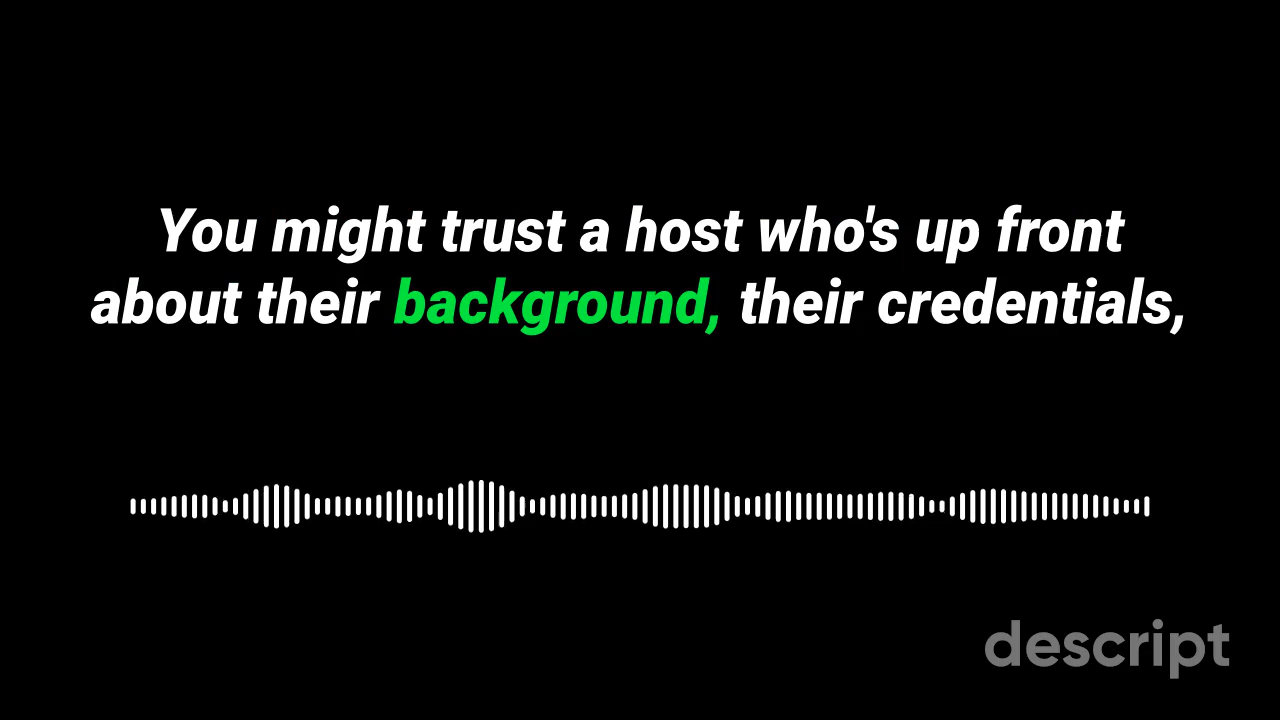 You might trust a host who's up front
about their background, their credentials,
descript